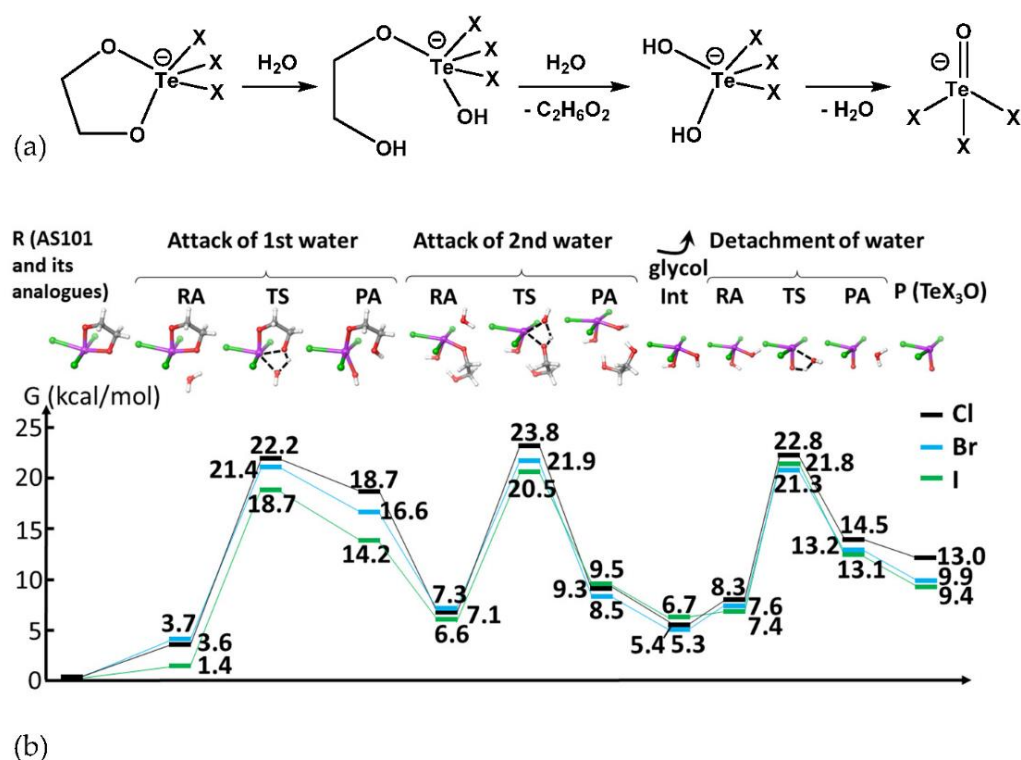 O
⊖
X
X
X
Te
O
H₂O
O
⊖
X
X
X
Te
OH
OH
H₂O
- C₂H₆O₂
HO
⊖
X
X
X
Te
HO
- H₂O
O
⊖
Te
X
X
X
(a)
R (AS101
and its
analogues)
Attack of 1st water
RA
TS
PA
Attack of 2nd water
RA
TS
PA
glycol
Int
Detachment of water
RA
TS
PA
P (TeX₃O)
G (kcal/mol)
25
20
15
10
5
0
3.7
3.6
1.4
22.2
21.4
18.7
18.7
16.6
14.2
7.3
7.1
6.6
23.8
21.9
20.5
9.5
9.3
8.5
6.7
5.4
5.3
8.3
7.6
7.4
22.8
21.8
21.3
14.5
13.2
13.1
13.0
9.9
9.4
Cl
Br
I
(b)